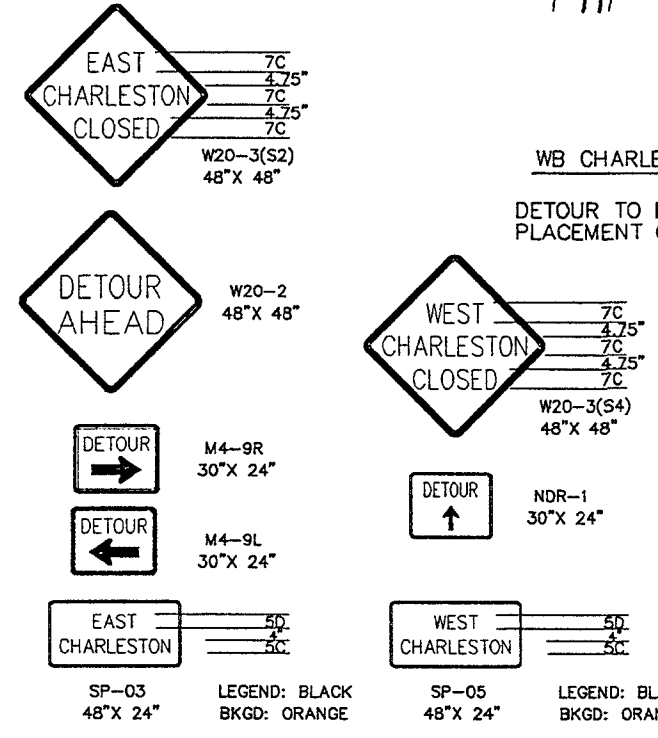 EAST
CHARLESTON
CLOSED
7C
4.75"
7C
4.75"
7C
W20-3(S2)
48"X 48"
DETOUR
AHEAD
W20-2
48"X 48"
DETOUR
M4-9R
30"X 24"
DETOUR
M4-9L
30"X 24"
EAST
CHARLESTON
5D
4"
5C
SP-03
48"X 24"
LEGEND: BLACK
BKGD: ORANGE
WB CHARLE
DETOUR TO
PLACEMENT
WEST
CHARLESTON
CLOSED
7C
4.75"
7C
4.75"
7C
W20-3(S4)
48"X 48"
DETOUR
NDR-1
30"X 24"
WEST
CHARLESTON
5D
4"
5C
SP-05
48"X 24"
LEGEND: BL
BKGD: ORA